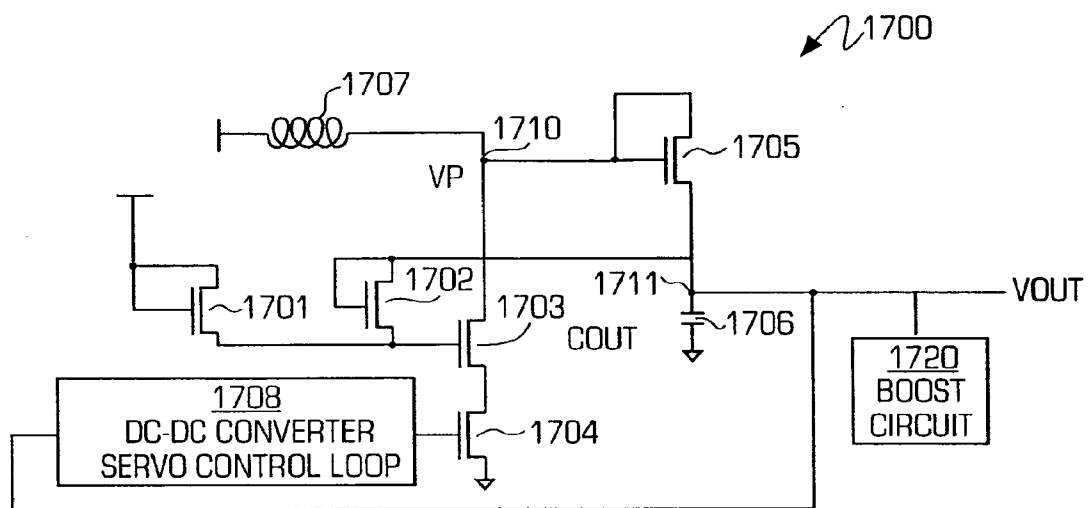 1700
1707
1710
1705
VP
1702
1711
VOUT
1701
1703
COUT
1706
1720
BOOST
CIRCUIT
1708
DC-DC CONVERTER
SERVO CONTROL LOOP
1704